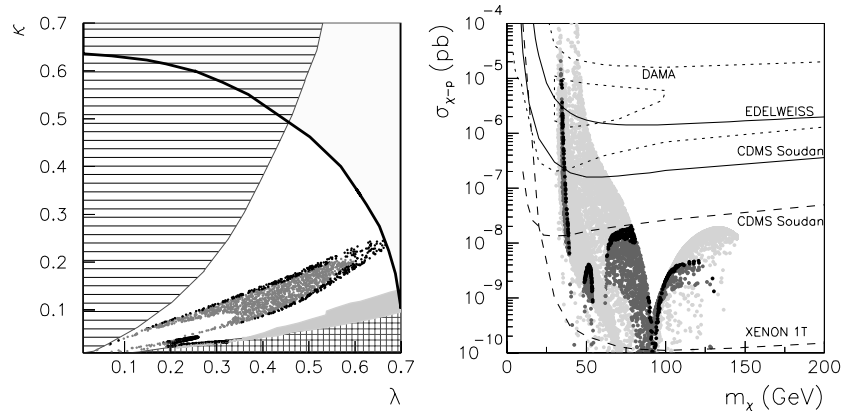 κ
0.7
0.6
0.5
0.4
0.3
0.2
0.1
0.1 0.2 0.3 0.4 0.5 0.6 0.7
λ
σχ−p (pb)
10 −4
10 −5
10 −6
10 −7
10 −8
10 −9
10 −10
DAMA
EDELWEISS
CDMS Soudan
CDMS Soudan
XENON 1T
0 50 100 150 200
mχ (GeV)